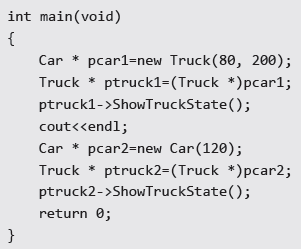 int main(void)
{
    Car * pcar1=new Truck(80, 200);
    Truck * ptruck1=(Truck *)pcar1;
    ptruck1->ShowTruckState();
    cout<<endl;
    Car * pcar2=new Car(120);
    Truck * ptruck2=(Truck *)pcar2;
    ptruck2->ShowTruckState();
    return 0;
}